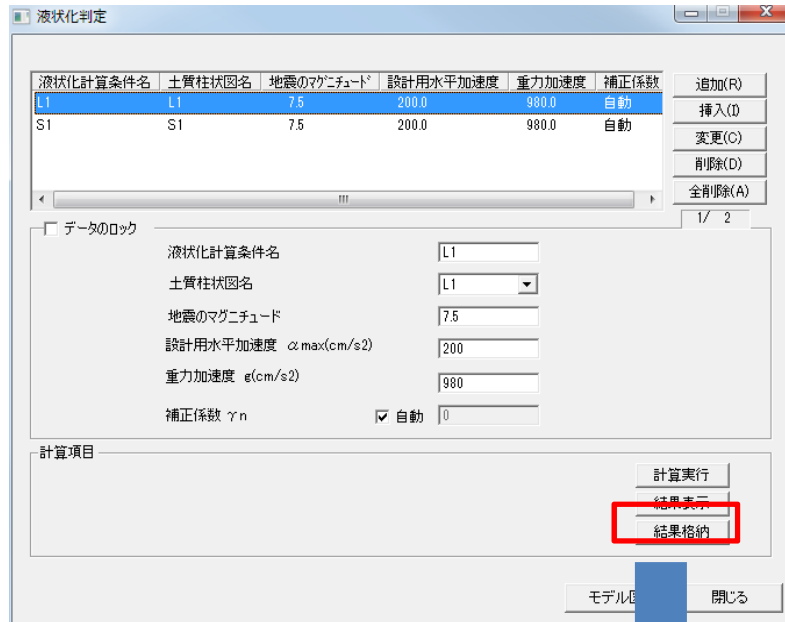 液状化判定
液状化計算条件名 土質柱状図名 地震のマグニチュード 設計用水平加速度 重力加速度 補正係数
L1 L1 7.5 200.0 980.0 自動
S1 S1 7.5 200.0 980.0 自動
追加(R)
挿入(I)
変更(C)
削除(D)
全削除(A)
1/ 2
データのロック
液状化計算条件名 L1
土質柱状図名 L1
地震のマグニチュード 7.5
設計用水平加速度 αmax(cm/s2) 200
重力加速度 g(cm/s2) 980
補正係数 γn 自動 0
計算項目
計算実行
結果表示
結果格納
モデル 閉じる